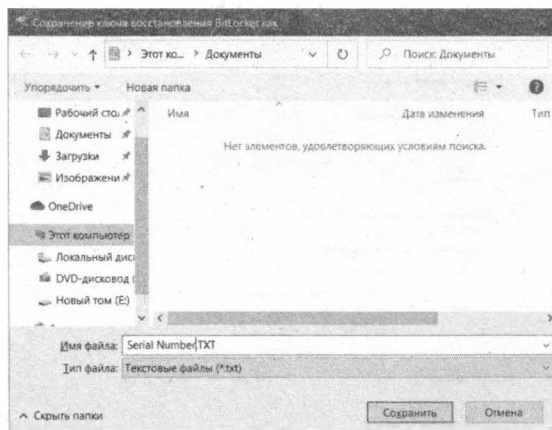 Сохранение ключа восстановления BitLocker как
Этот ко... > Документы
Поиск: Документы
Упорядочить
Новая папка
Рабочий сто
Документы
Загрузки
Изображени
OneDrive
Этот компьютер
Локальный дис
DVD-дисковод (
Новый том (E:)
Имя
Дата изменения
Тип
Нет элементов, удовлетворяющих условиям поиска.
Имя файла: Serial Number|TXT
Тип файла: Текстовые файлы (*.txt)
Скрыть папки
Сохранить
Отмена